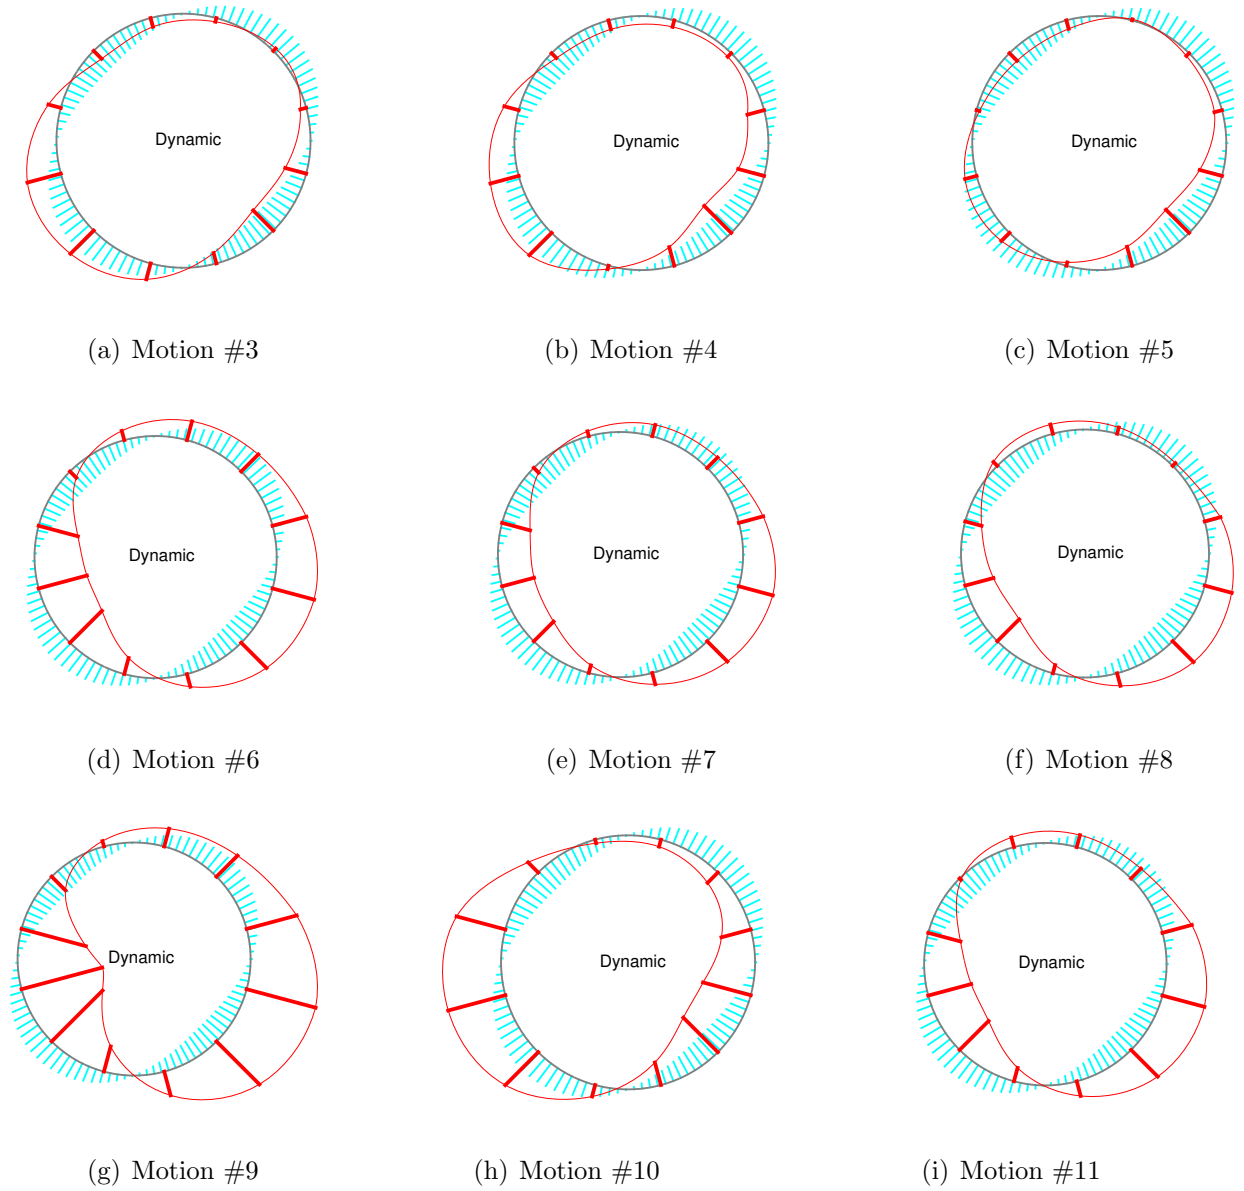 Dynamic Dynamic Dynamic
(a) Motion #3 (b) Motion #4 (c) Motion #5
Dynamic Dynamic Dynamic
(d) Motion #6 (e) Motion #7 (f) Motion #8
Dynamic Dynamic Dynamic
(g) Motion #9 (h) Motion #10 (i) Motion #11